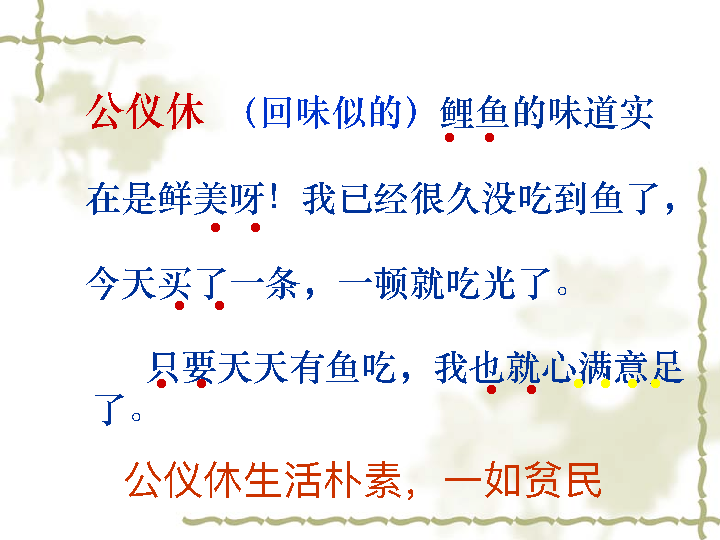 公仪休 （回味似的）鲤鱼的味道实
在是鲜美呀！我已经很久没吃到鱼了，
今天买了一条，一顿就吃光了。
只要天天有鱼吃，我也就心满意足
了。
公仪休生活朴素，一如贫民